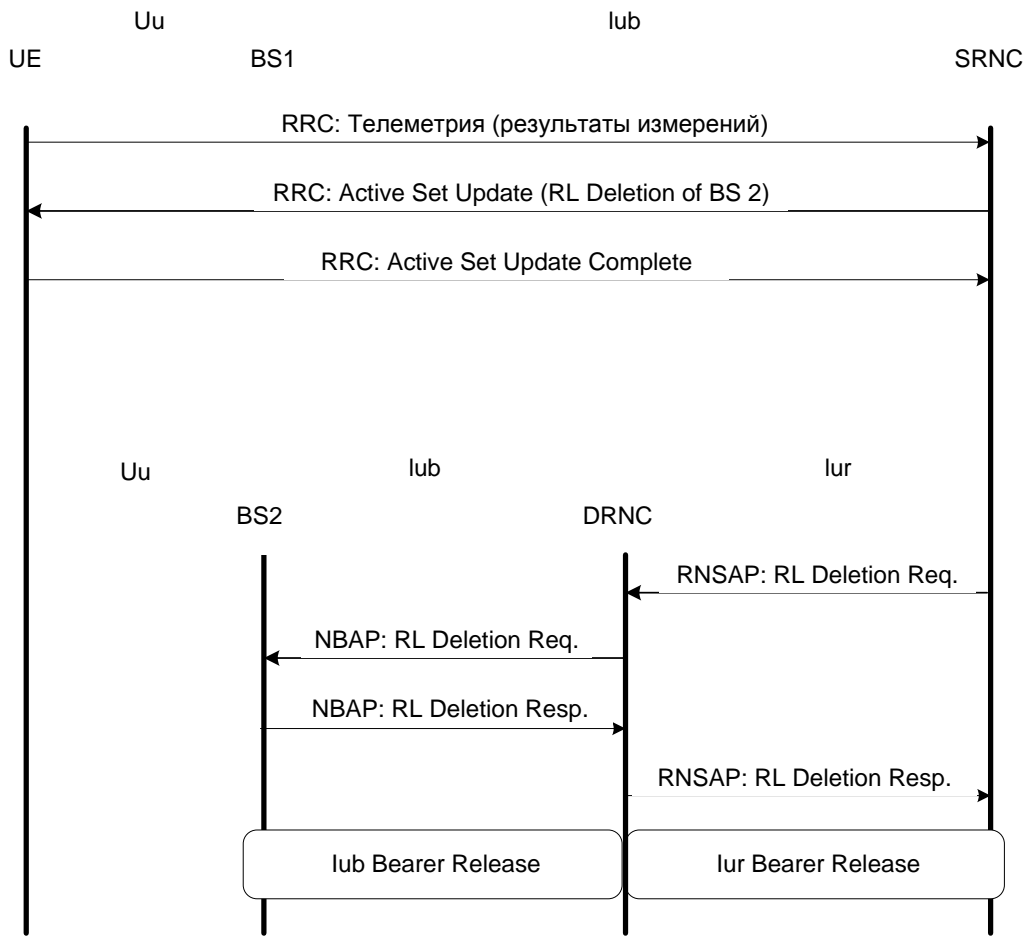 Uu
Iub
UE
BS1
SRNC
RRC: Телеметрия (результаты измерений)
RRC: Active Set Update (RL Deletion of BS 2)
RRC: Active Set Update Complete
Uu
Iub
Iur
BS2
DRNC
RNSAP: RL Deletion Req.
NBAP: RL Deletion Req.
NBAP: RL Deletion Resp.
RNSAP: RL Deletion Resp.
Iub Bearer Release
Iur Bearer Release